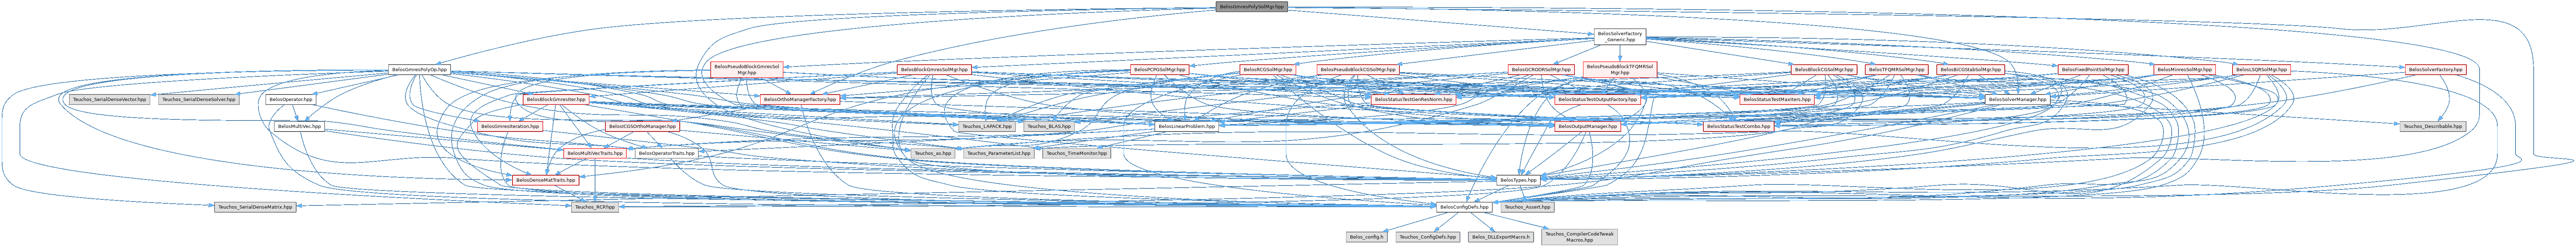 BelosGmresPolySolMgr.hpp
BelosSolverFactory
_Generic.hpp
BelosGmresPolyOp.hpp
BelosPseudoBlockGmresSol
Mgr.hpp
BelosBlockGmresSolMgr.hpp
BelosPCPGSolMgr.hpp
BelosRCGSolMgr.hpp
BelosPseudoBlockCGSolMgr.hpp
BelosGCRODRSolMgr.hpp
BelosPseudoBlockTFQMRSol
Mgr.hpp
BelosBlockCGSolMgr.hpp
BelosTFQMRSolMgr.hpp
BelosBiCGStabSolMgr.hpp
BelosFixedPointSolMgr.hpp
BelosMinresSolMgr.hpp
BelosLSQRSolMgr.hpp
BelosSolverFactory.hpp
Teuchos_SerialDenseVector.hpp
Teuchos_SerialDenseSolver.hpp
BelosOperator.hpp
BelosBlockGmresIter.hpp
BelosOrthoManagerFactory.hpp
BelosStatusTestGenResNorm.hpp
BelosStatusTestOutputFactory.hpp
BelosStatusTestMaxIters.hpp
BelosSolverManager.hpp
BelosMultiVec.hpp
BelosGmresIteration.hpp
BelosICGSOrthoManager.hpp
Teuchos_LAPACK.hpp
Teuchos_BLAS.hpp
BelosLinearProblem.hpp
BelosOutputManager.hpp
BelosStatusTestCombo.hpp
Teuchos_Describable.hpp
BelosMultiVecTraits.hpp
BelosOperatorTraits.hpp
Teuchos_as.hpp
Teuchos_ParameterList.hpp
Teuchos_TimeMonitor.hpp
BelosDenseMatTraits.hpp
BelosTypes.hpp
Teuchos_SerialDenseMatrix.hpp
Teuchos_RCP.hpp
BelosConfigDefs.hpp
Teuchos_Assert.hpp
Belos_config.h
Teuchos_ConfigDefs.hpp
Belos_DLLExportMacro.h
Teuchos_CompilerCodeTweak
Macros.hpp